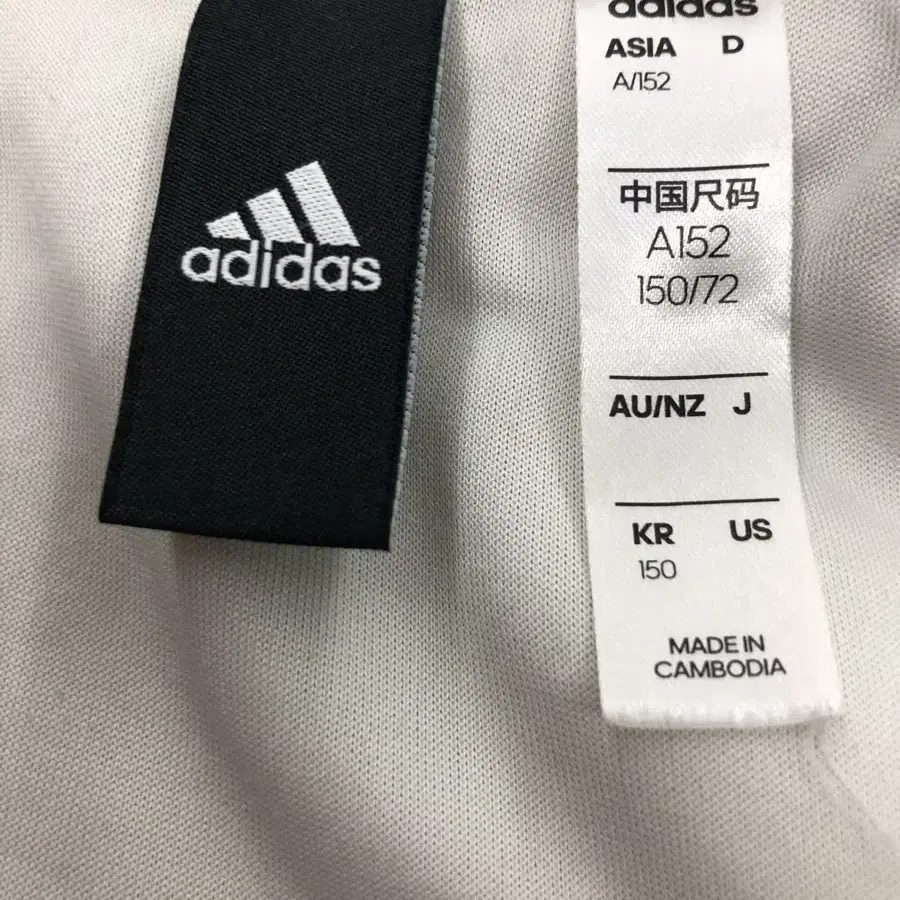 adidas
adidas
ASIA D
A/152
中国尺码
A152
150/72
AU/NZ J
KR US
150
MADE IN
CAMBODIA